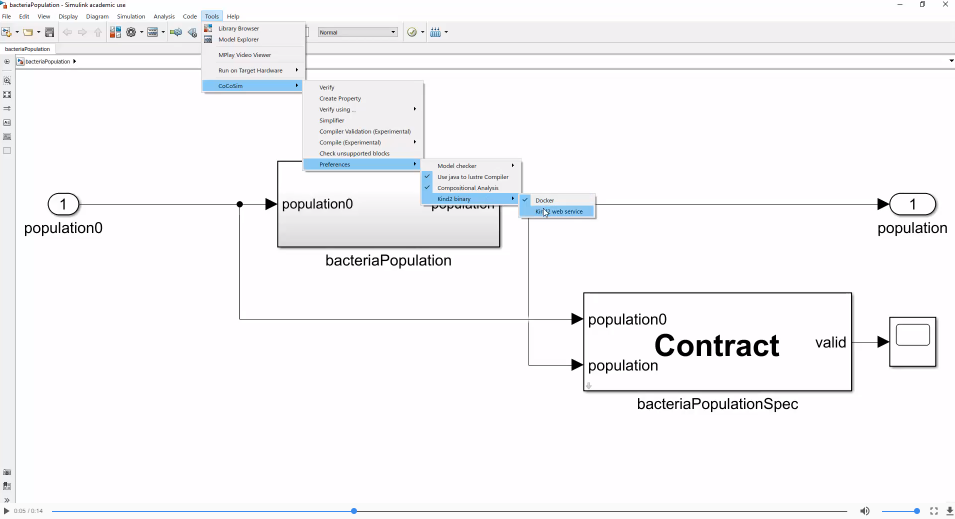 bacteriaPopulation - Simulink academic use
File Edit View Display Diagram Simulation Analysis Code Tools Help
Library Browser
Model Explorer
MPlay Video Viewer
Run on Target Hardware
CoCoSim
Normal
bacteriaPopulation
bacteriaPopulation
Verify
Create Property
Verify using ...
Simplifier
Compiler Validation (Experimental)
Compile (Experimental)
Check unsupported blocks
Preferences
Model checker
Use java to lustre Compiler
Compositional Analysis
Kind2 binary
Docker
Kind2 web service
1
population0
population0
population
bacteriaPopulation
1
population
population0
population
Contract
valid
bacteriaPopulationSpec
0:05 / 0:14